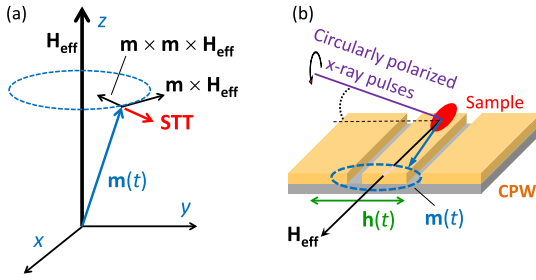 (a)
z
H_eff
m × m × H_eff
m × H_eff
STT
m(t)
y
x
(b)
Circularly polarized
x-ray pulses
Sample
CPW
h(t)
m(t)
H_eff